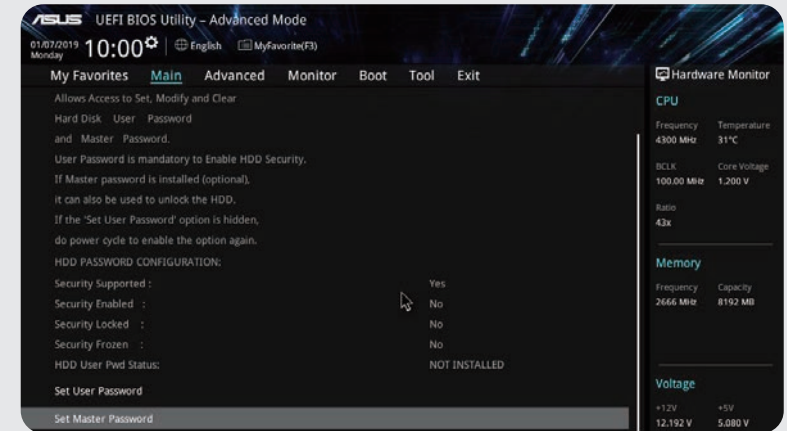 ASUS UEFI BIOS Utility – Advanced Mode
01/07/2019 Monday 10:00 English MyFavorite(F3)
My Favorites Main Advanced Monitor Boot Tool Exit
Allows Access to Set, Modify and Clear
Hard Disk User Password
and Master Password.
User Password is mandatory to Enable HDD Security.
If Master password is installed (optional),
it can also be used to unlock the HDD.
If the 'Set User Password' option is hidden,
do power cycle to enable the option again.
HDD PASSWORD CONFIGURATION:
Security Supported : Yes
Security Enabled : No
Security Locked : No
Security Frozen : No
HDD User Pwd Status: NOT INSTALLED
Set User Password
Set Master Password
Hardware Monitor
CPU
Frequency Temperature
4300 MHz 31°C
BCLK Core Voltage
100.00 MHz 1.200 V
Ratio
43x
Memory
Frequency Capacity
2666 MHz 8192 MB
Voltage
+12V +5V
12.192 V 5.080 V